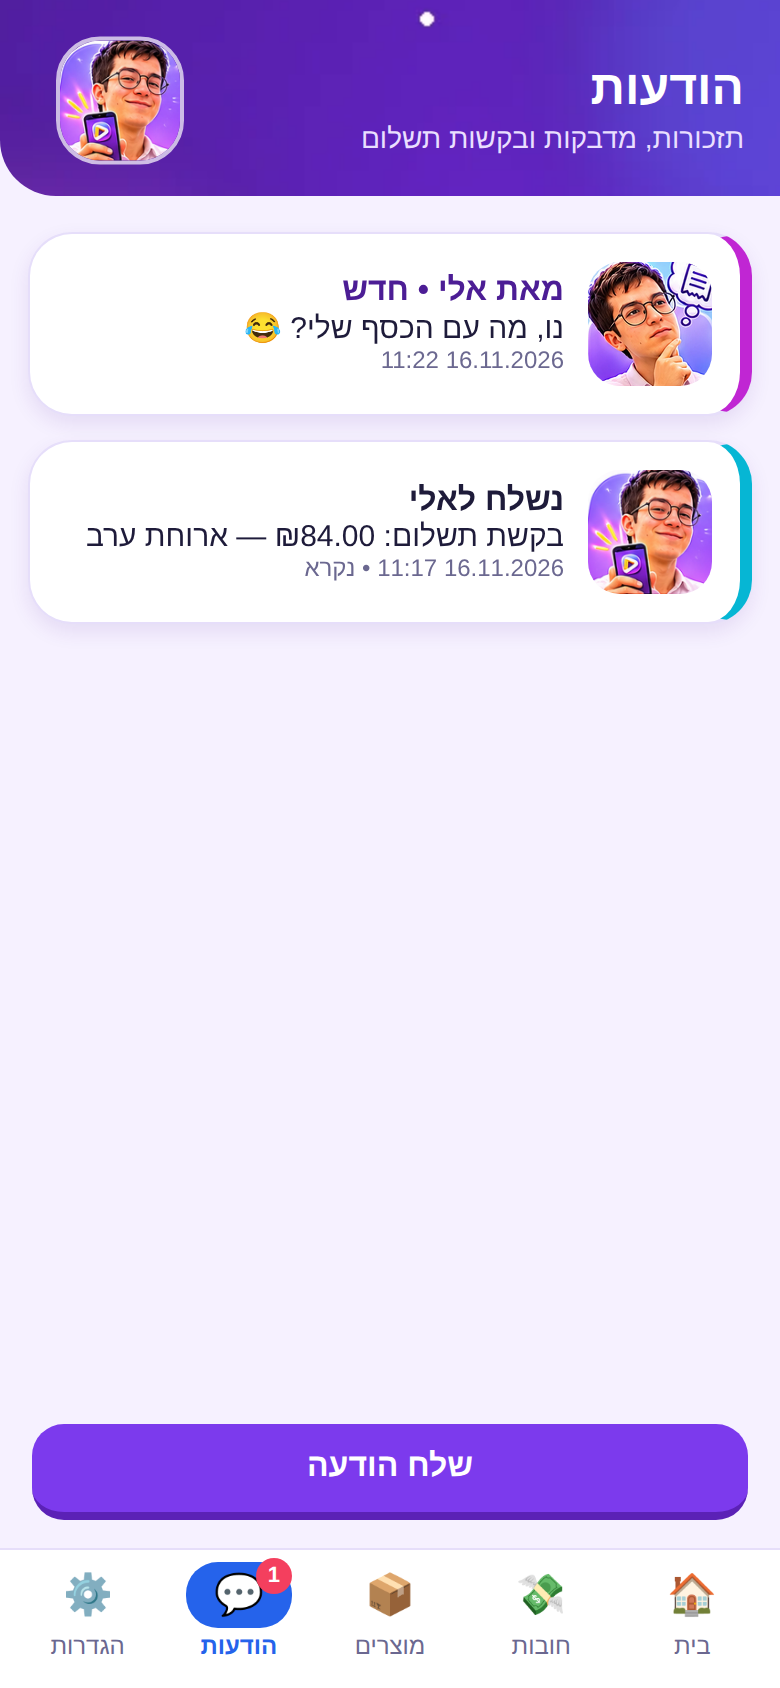 הודעות
תזכורות, מדבקות ובקשות תשלום
מאת אלי • חדש
נו, מה עם הכסף שלי? 😂
16.11.2026 11:22
נשלח לאלי
בקשת תשלום: ₪84.00 — ארוחת ערב
16.11.2026 11:17 • נקרא
שלח הודעה
1
בית
חובות
מוצרים
הודעות
הגדרות